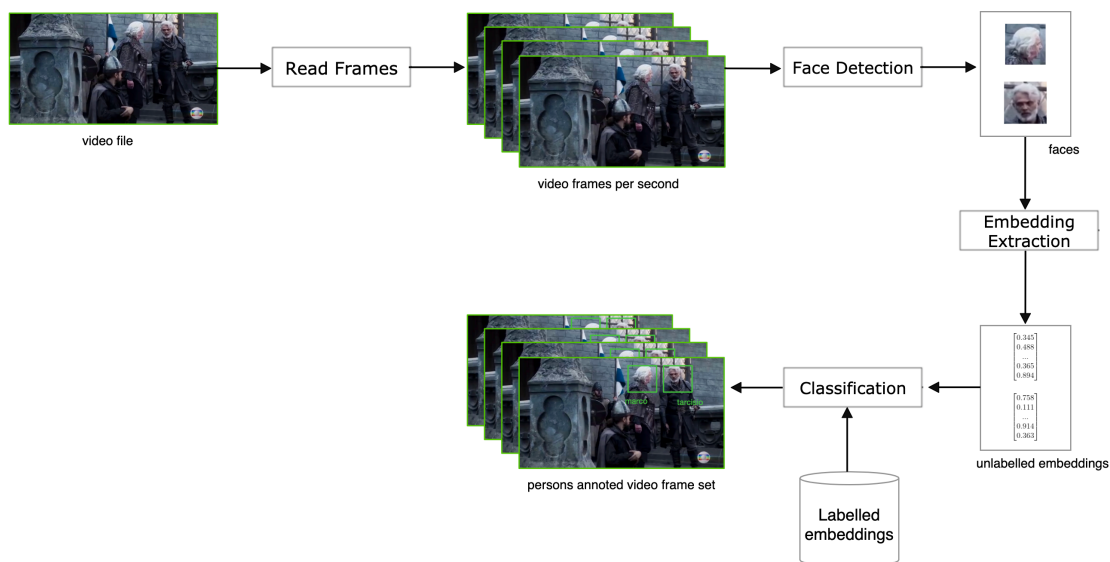 Read Frames
Face Detection
video file
faces
video frames per second
Embedding
Extraction
[0.345
0.488
...
0.365
0.894]
[0.758
0.111
...
0.914
0.363]
Classification
marco
tarcisio
unlabelled embeddings
persons annoted video frame set
Labelled
embeddings